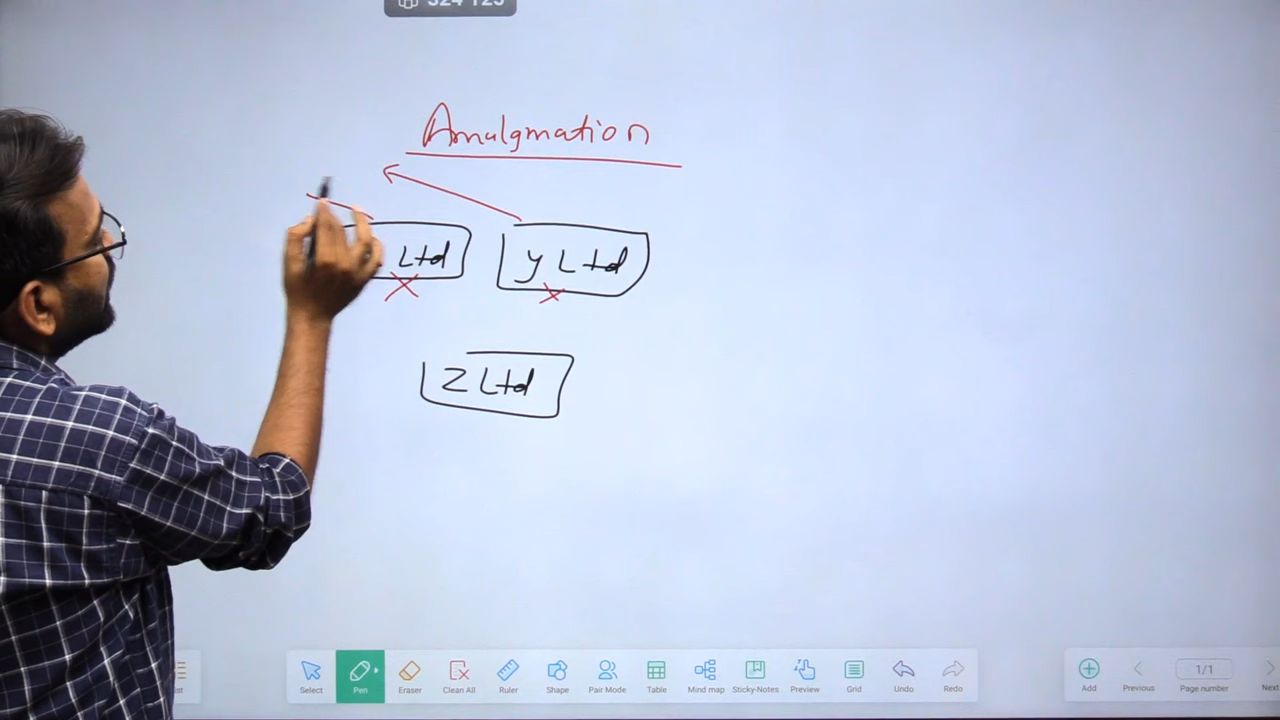 Amalgmation
Ltd
y Ltd
Z Ltd
Select
Pen
Eraser
Clean All
Ruler
Shape
Pair Mode
Table
Mind map
Sticky-Notes
Preview
Grid
Undo
Redo
Add
Previous
1/1
Page number
Next